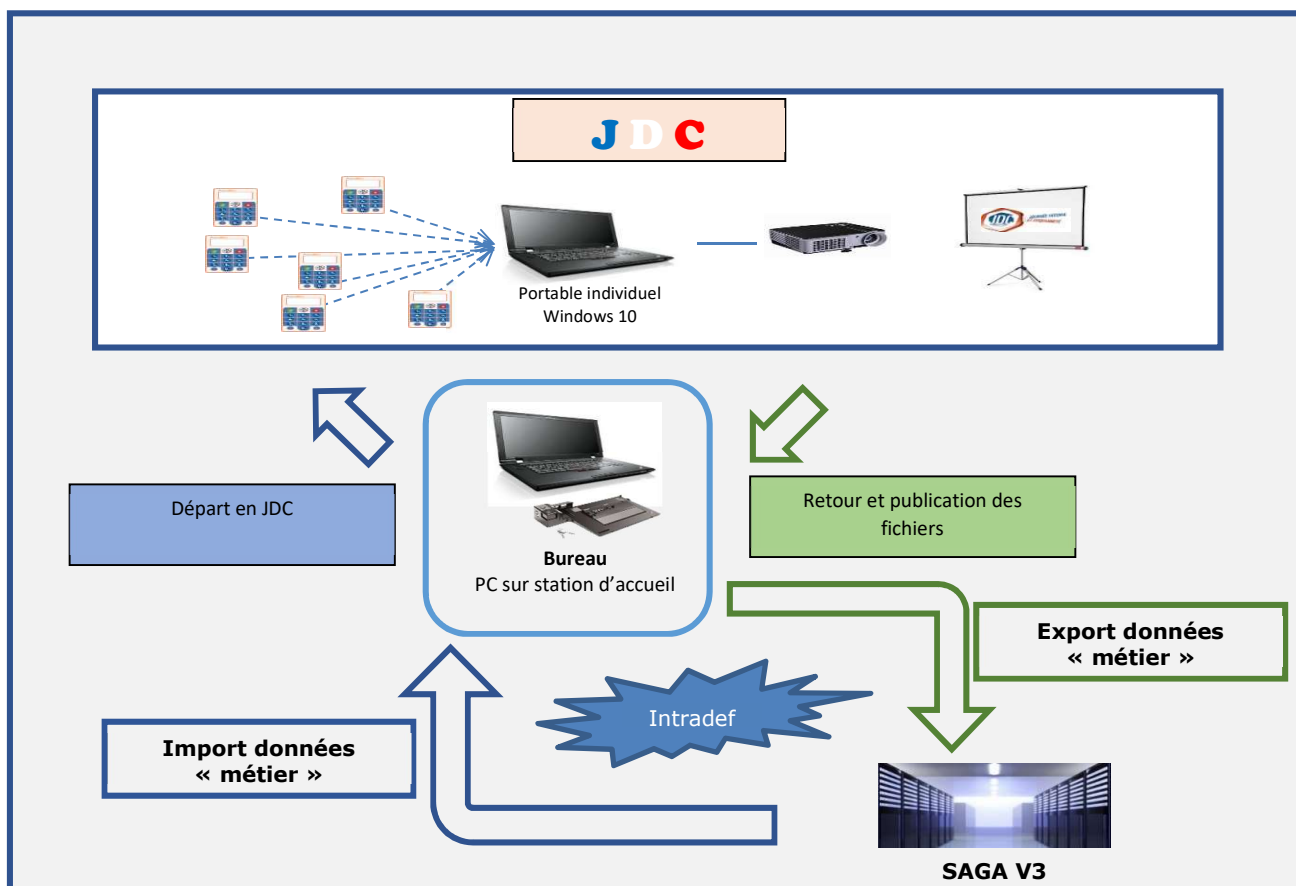 J D C
JDC
Portable individuel
Windows 10
Départ en JDC
Retour et publication des
fichiers
Bureau
PC sur station d'accueil
Export données
« métier »
Intradef
Import données
« métier »
SAGA V3